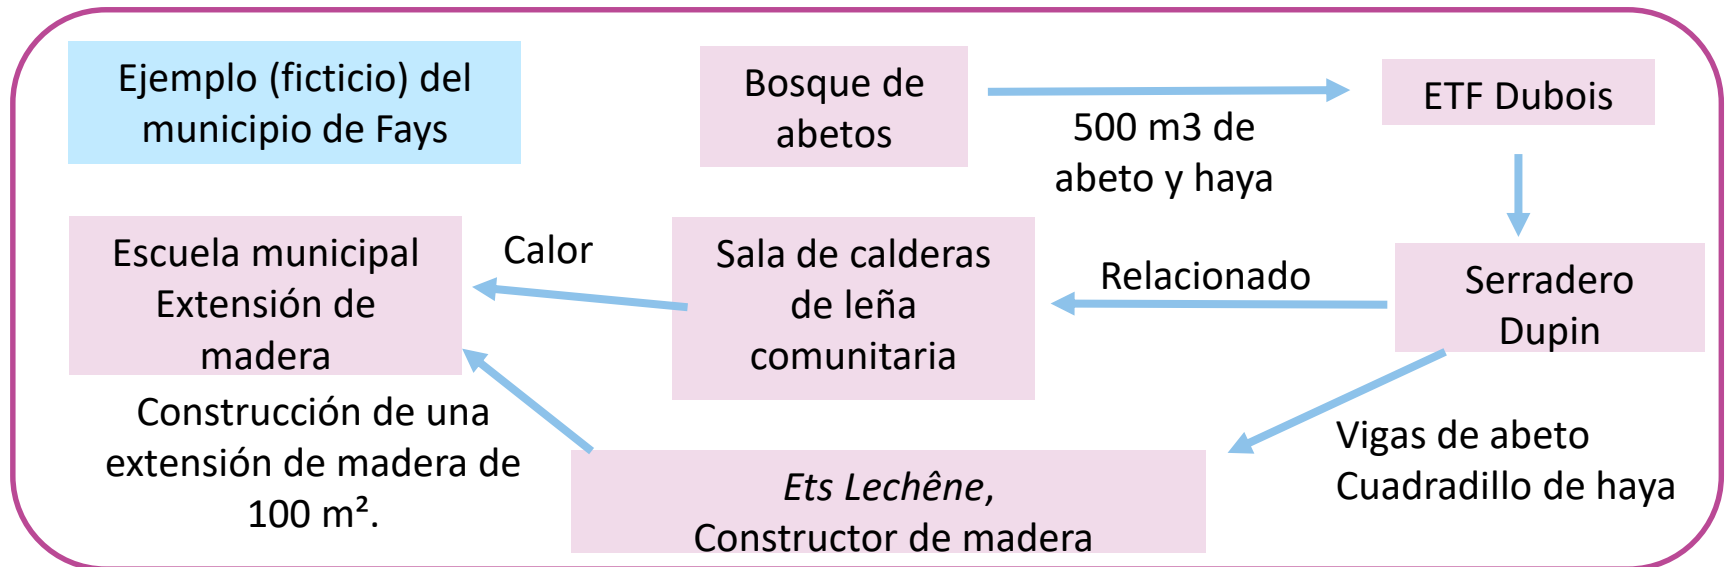 Ejemplo (ficticio) del
municipio de Fays
Bosque de
abetos
500 m3 de
abeto y haya
ETF Dubois
Escuela municipal
Extensión de
madera
Calor
Sala de calderas
de leña
comunitaria
Relacionado
Serradero
Dupin
Construcción de una
extensión de madera de
100 m².
Ets Lechêne,
Constructor de madera
Vigas de abeto
Cuadradillo de haya